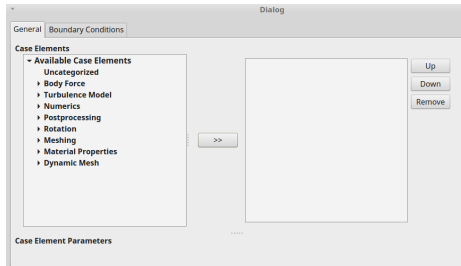 Dialog
General
Boundary Conditions
Case Elements
Available Case Elements
Uncategorized
Body Force
Turbulence Model
Numerics
Postprocessing
Rotation
Meshing
Material Properties
Dynamic Mesh
>>
Up
Down
Remove
Case Element Parameters